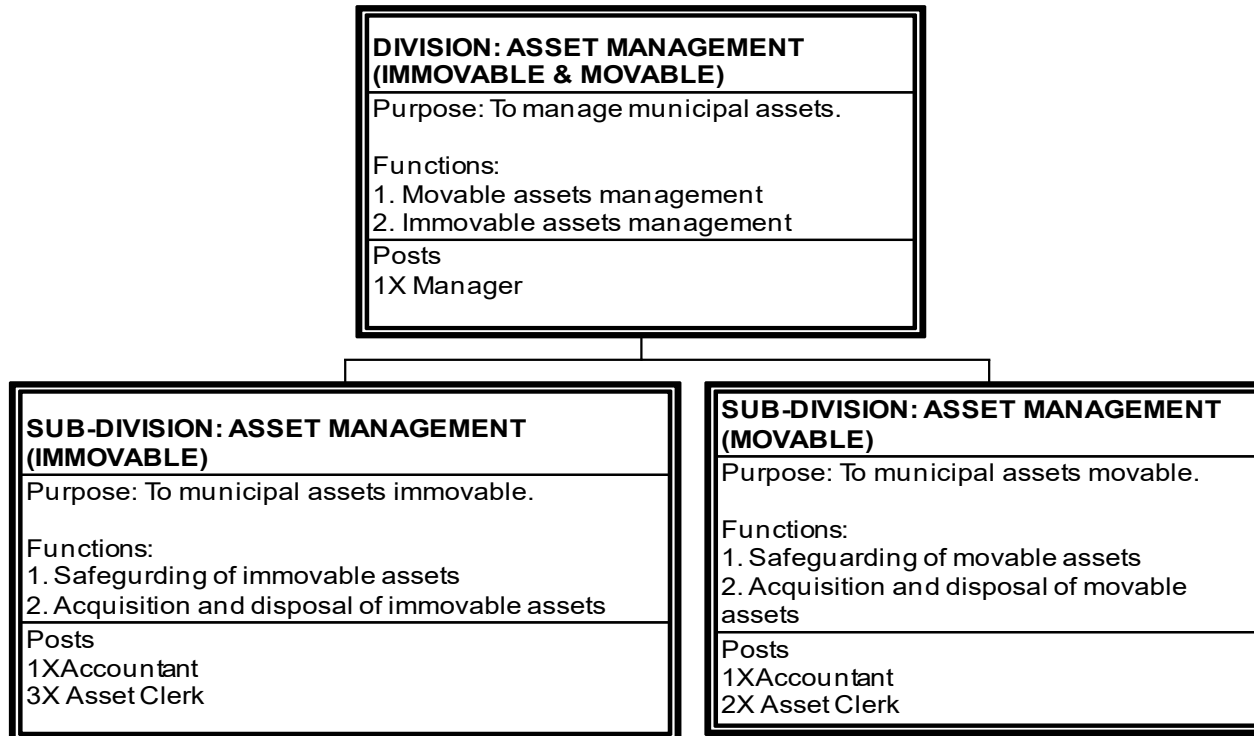 DIVISION: ASSET MANAGEMENT
(IMMOVABLE & MOVABLE)
Purpose: To manage municipal assets.
Functions:
1. Movable assets management
2. Immovable assets management
Posts
1X Manager
SUB-DIVISION: ASSET MANAGEMENT
(IMMOVABLE)
Purpose: To municipal assets immovable.
Functions:
1. Safegurding of immovable assets
2. Acquisition and disposal of immovable assets
Posts
1XAccountant
3X Asset Clerk
SUB-DIVISION: ASSET MANAGEMENT
(MOVABLE)
Purpose: To municipal assets movable.
Functions:
1. Safeguarding of movable assets
2. Acquisition and disposal of movable
assets
Posts
1XAccountant
2X Asset Clerk